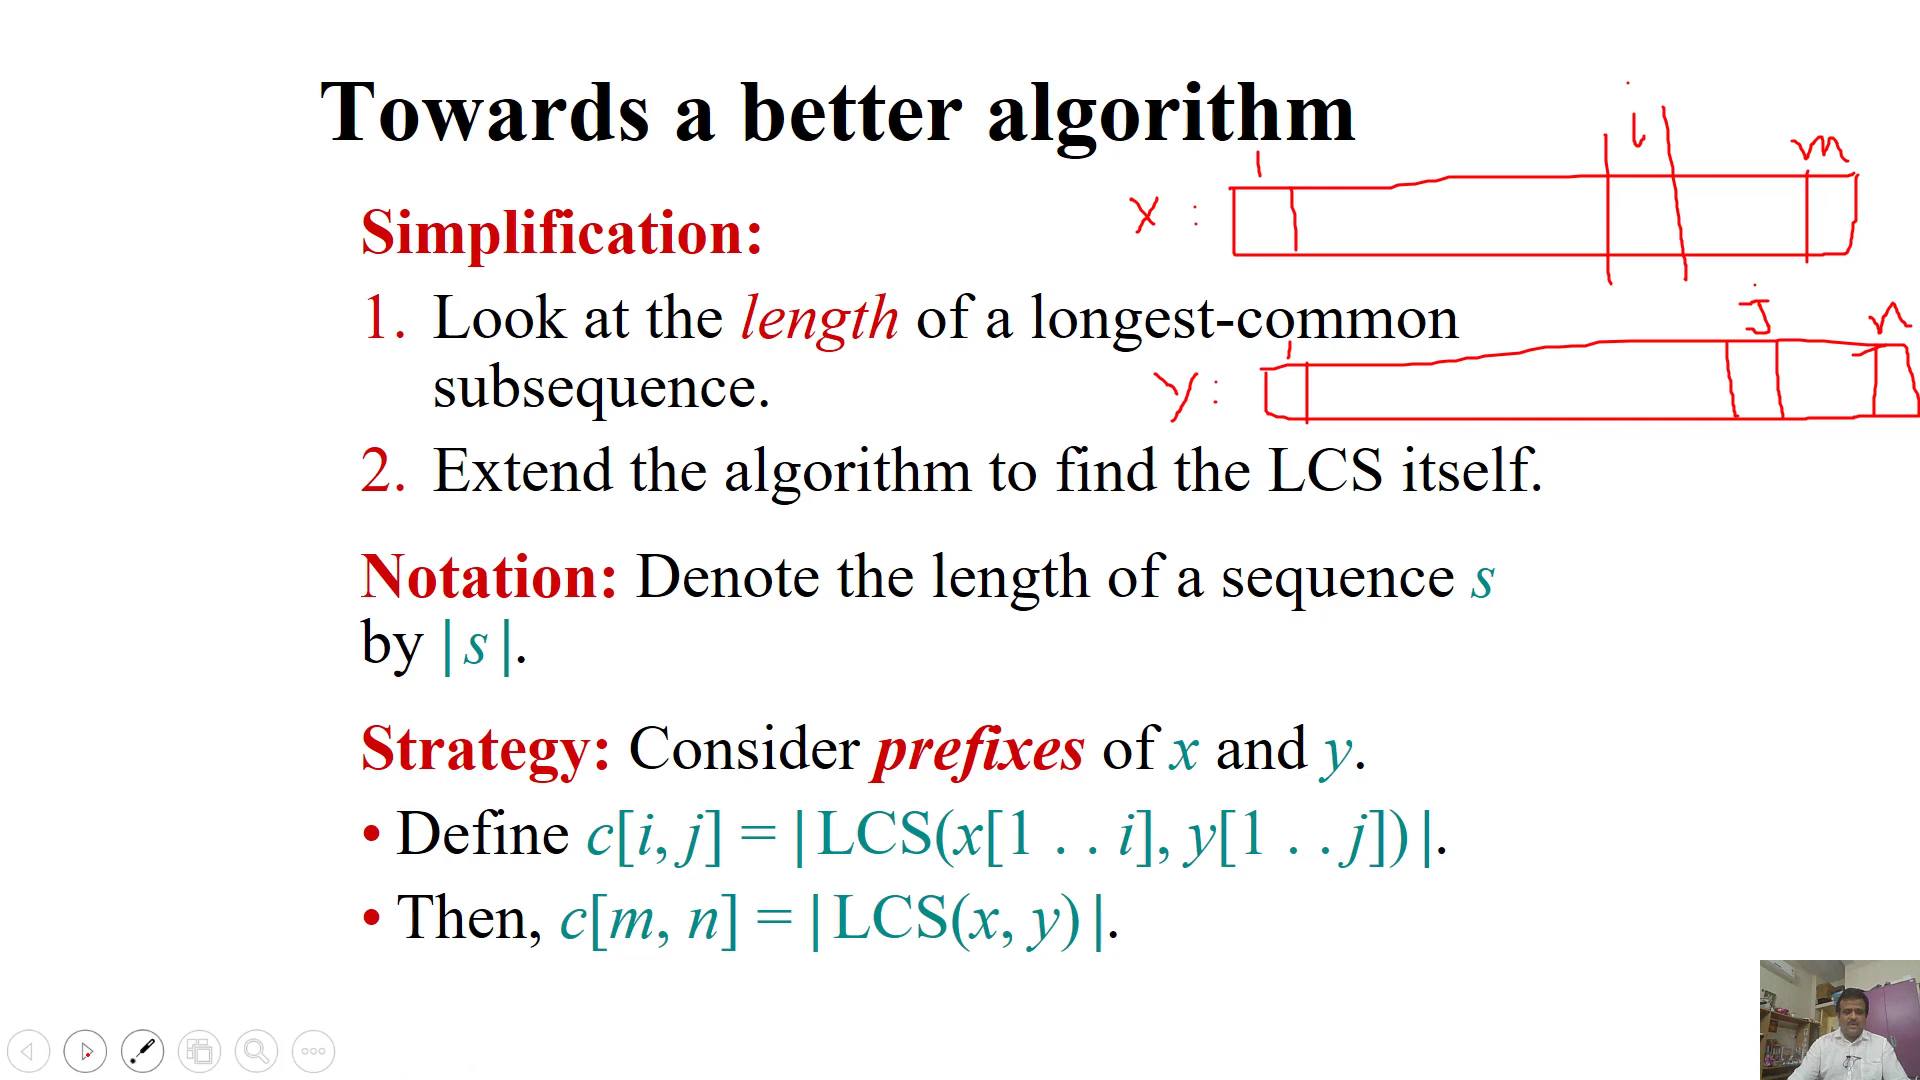 Towards a better algorithm
1
i
m
x :
Simplification:
1. Look at the length of a longest-common
subsequence.
1
j
n
y :
2. Extend the algorithm to find the LCS itself.
Notation: Denote the length of a sequence s
by | s |.
Strategy: Consider prefixes of x and y.
• Define c[i, j] = | LCS(x[1 . . i], y[1 . . j]) |.
• Then, c[m, n] = | LCS(x, y) |.